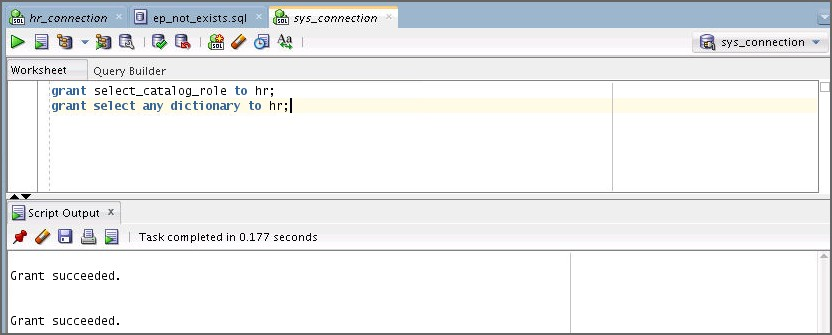 hr_connection ep_not_exists.sql sys_connection
sys_connection
Worksheet Query Builder
grant select_catalog_role to hr;
grant select any dictionary to hr;
Script Output
Task completed in 0.177 seconds
Grant succeeded.
Grant succeeded.